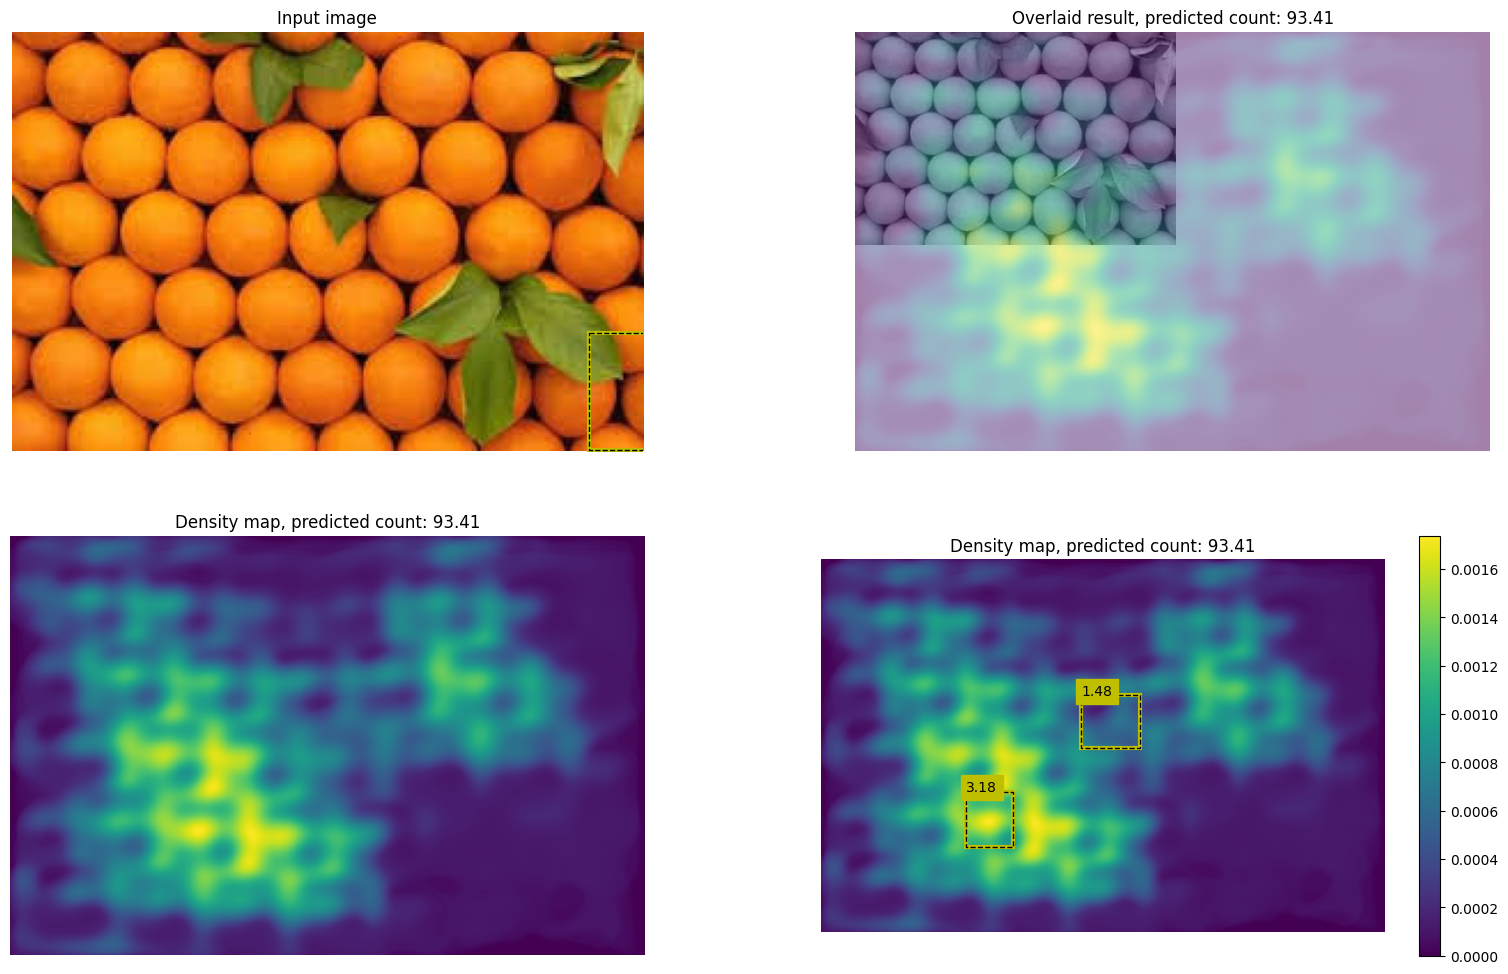 Input image
Overlaid result, predicted count: 93.41
Density map, predicted count: 93.41
Density map, predicted count: 93.41
1.48
3.18
0.0016
0.0014
0.0012
0.0010
0.0008
0.0006
0.0004
0.0002
0.0000